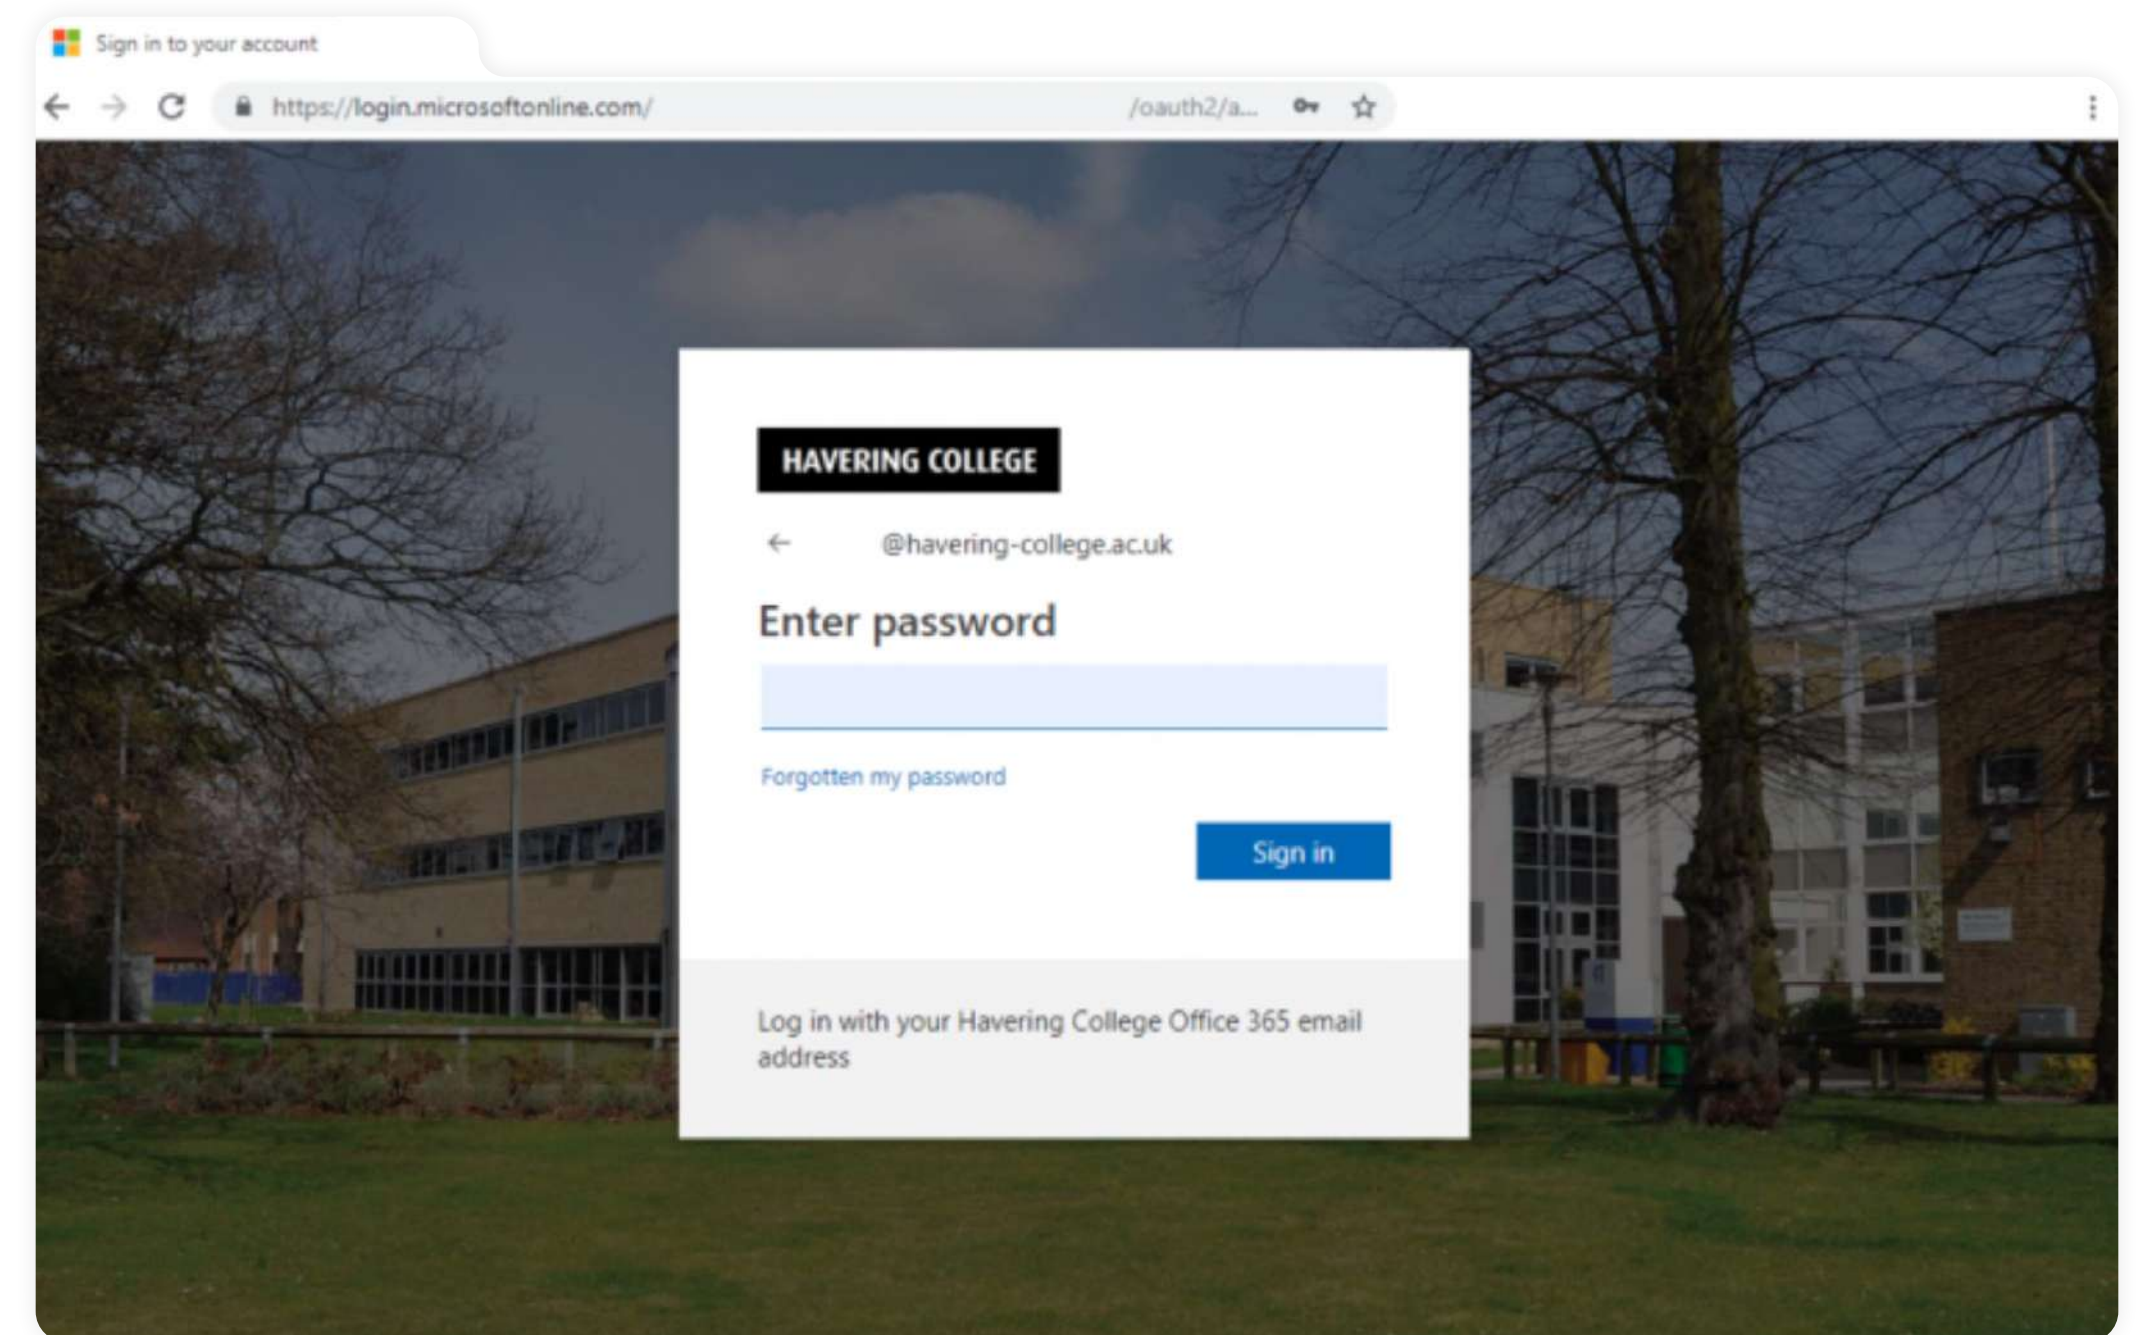 Sign in to your account
https://login.microsoftonline.com/ /oauth2/a...
HAVERING COLLEGE
@havering-college.ac.uk
Enter password
Forgotten my password
Sign in
Log in with your Havering College Office 365 email
address